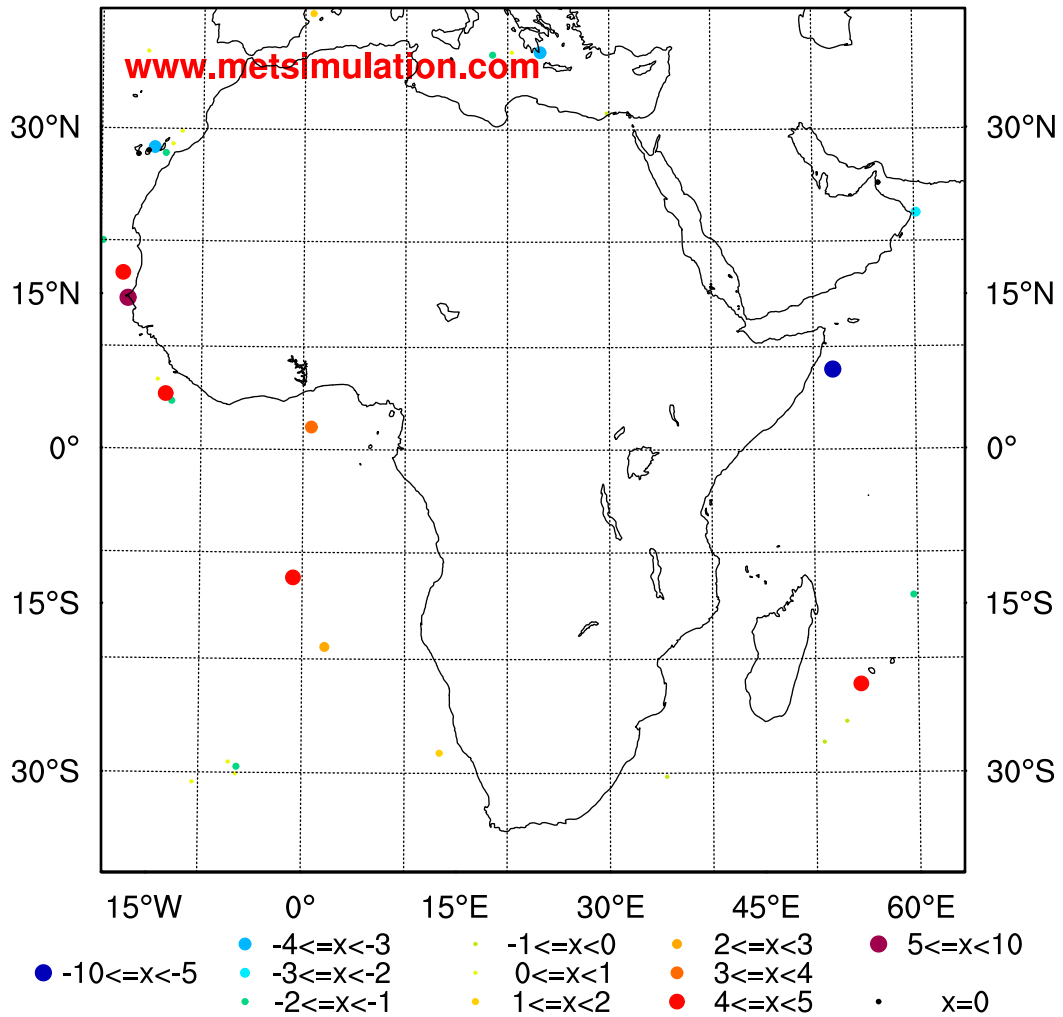 www.metsimulation.com
30°N 30°N
15°N 15°N
0° 0°
15°S 15°S
30°S 30°S
15°W 0° 15°E 30°E 45°E 60°E
-4<=x<-3 -1<=x<0 2<=x<3 5<=x<10
-10<=x<-5 -3<=x<-2 0<=x<1 3<=x<4
-2<=x<-1 1<=x<2 4<=x<5 x=0